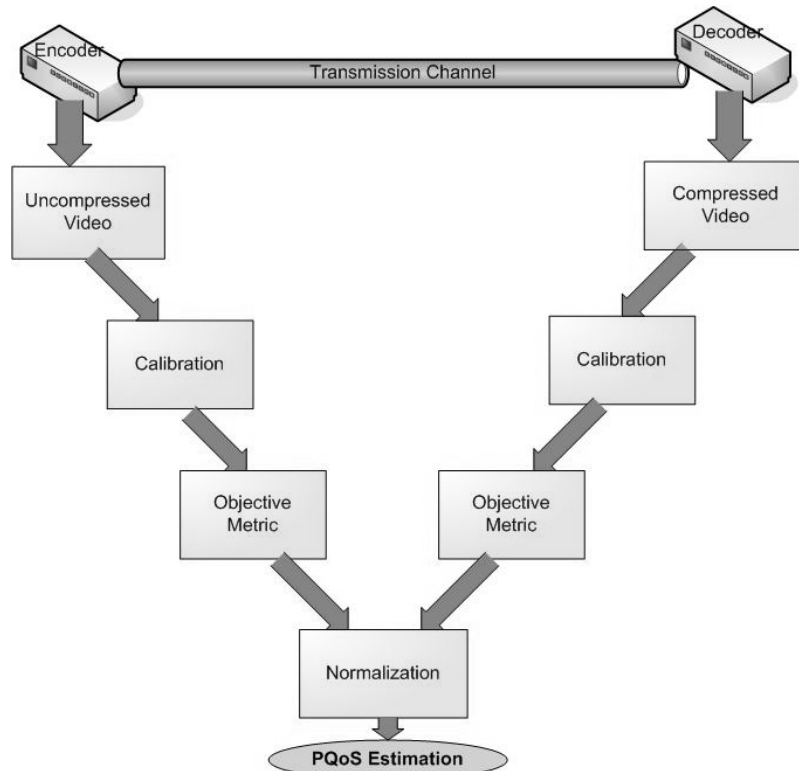 Encoder
Decoder
Transmission Channel
Uncompressed
Video
Compressed
Video
Calibration
Calibration
Objective
Metric
Objective
Metric
Normalization
PQoS Estimation